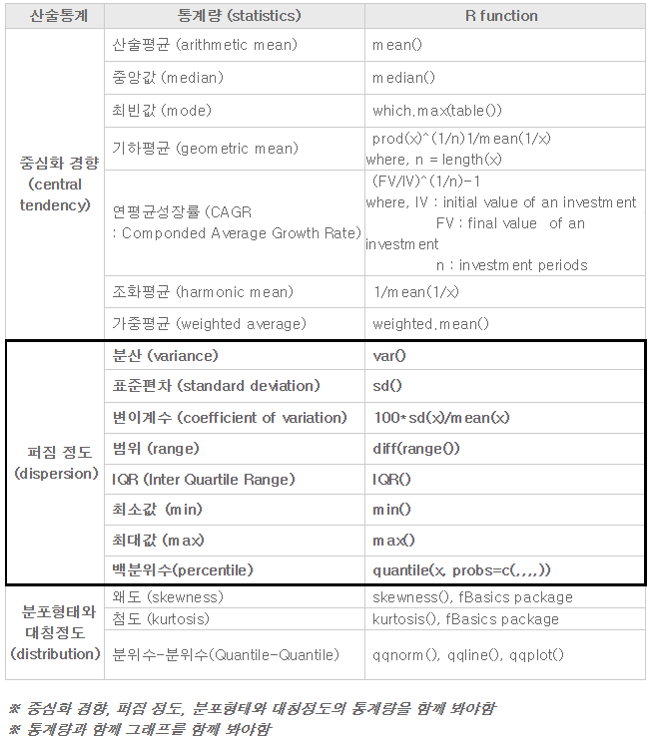 산술통계 통계량 (statistics) R function
산술평균 (arithmetic mean) mean()
중앙값 (median) median()
최빈값 (mode) which.max(table())
기하평균 (geometric mean) prod(x)^(1/n)1/mean(1/x)
where, n = length(x)
중심화 경향
(central
tendency)
연평균성장률 (CAGR
: Componded Average Growth Rate)
(FV/IV)^(1/n)-1
where, IV : initial value of an investment
FV : final value of an
investment
n : investment periods
조화평균 (harmonic mean) 1/mean(1/x)
가중평균 (weighted average) weighted.mean()
분산 (variance) var()
표준편차 (standard deviation) sd()
변이계수 (coefficient of variation) 100*sd(x)/mean(x)
퍼짐 정도
(dispersion)
범위 (range) diff(range())
IQR (Inter Quartile Range) IQR()
최소값 (min) min()
최대값 (max) max()
백분위수(percentile) quantile(x, probs=c(,,,,))
분포형태와
대칭정도
(distribution)
왜도 (skewness) skewness(), fBasics package
첨도 (kurtosis) kurtosis(), fBasics package
분위수-분위수(Quantile-Quantile) qqnorm(), qqline(), qqplot()
※ 중심화 경향, 퍼짐 정도, 분포형태와 대칭정도의 통계량을 함께 봐야함
※ 통계량과 함께 그래프를 함께 봐야함